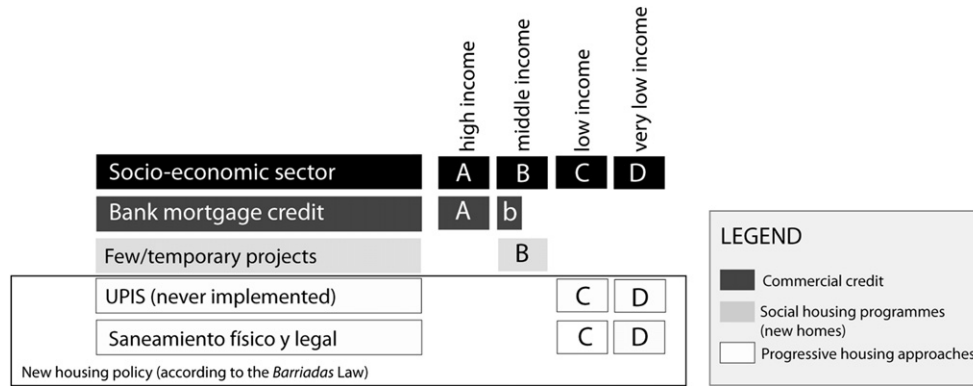 high income
middle income
low income
very low income
Socio-economic sector A B C D
Bank mortgage credit A b
Few/temporary projects B
UPIS (never implemented) C D
Saneamiento físico y legal C D
New housing policy (according to the Barriadas Law)
LEGEND
Commercial credit
Social housing programmes
(new homes)
Progressive housing approaches